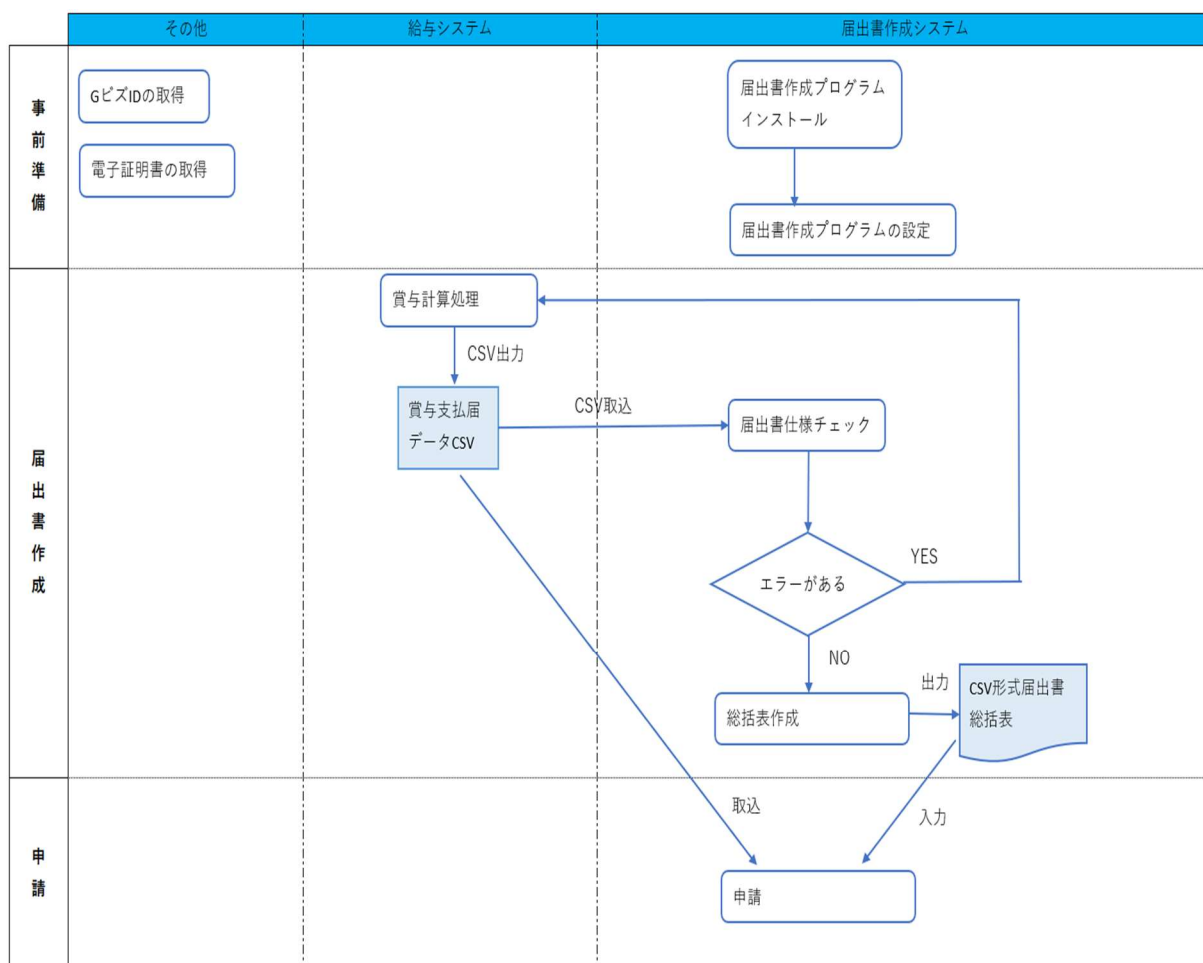 その他
給与システム
届出書作成システム
事前準備
GビズIDの取得
電子証明書の取得
届出書作成プログラム
インストール
届出書作成プログラムの設定
届出書作成
賞与計算処理
CSV出力
賞与支払届
データCSV
CSV取込
届出書仕様チェック
エラーがある
YES
NO
総括表作成
出力
CSV形式届出書
総括表
申請
取込
入力
申請